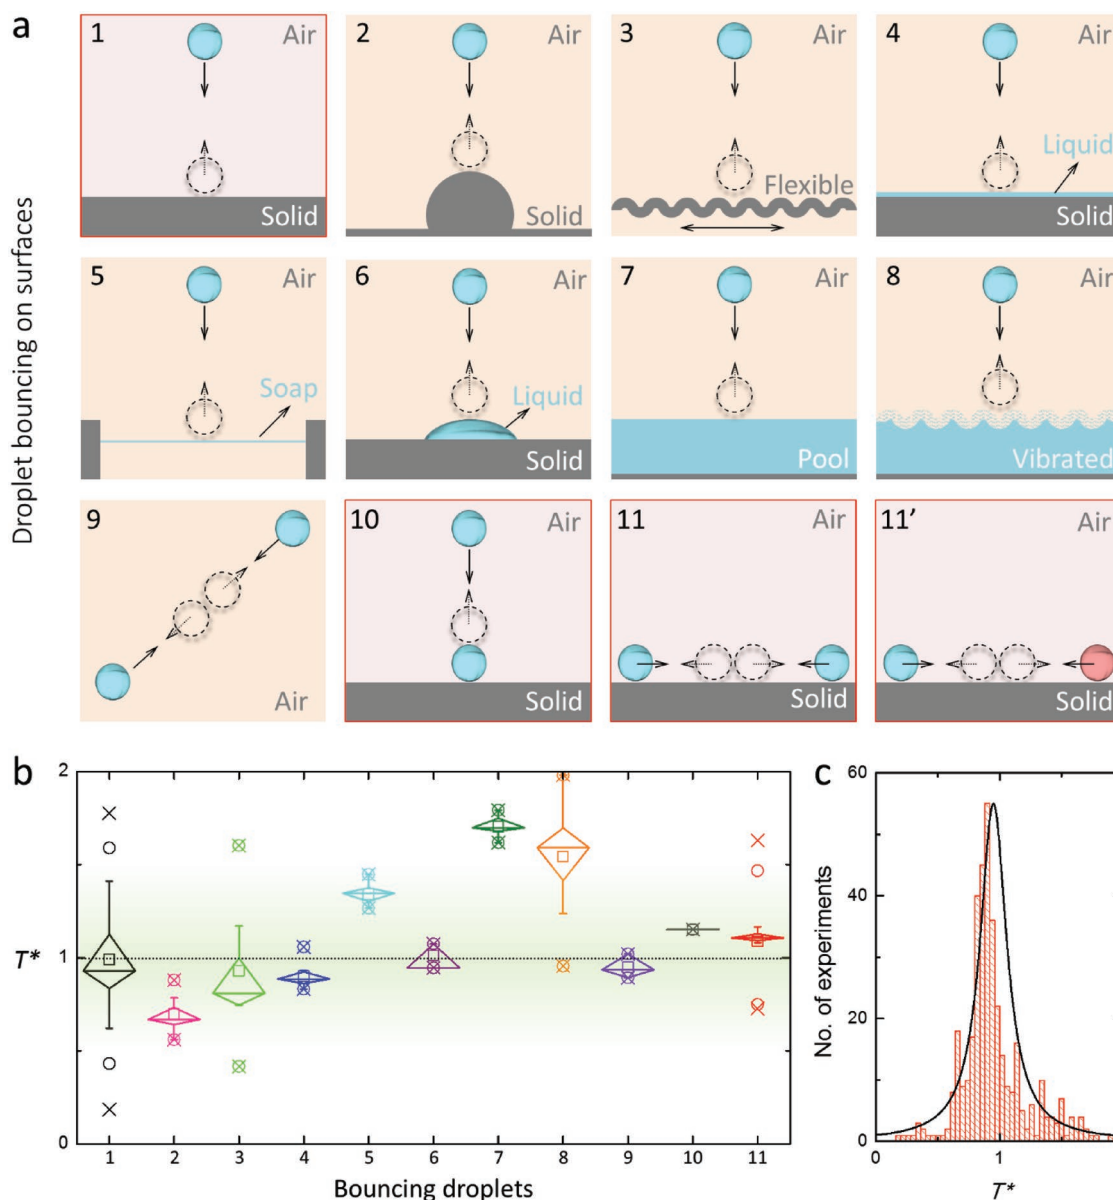 a
Droplet bouncing on surfaces
1
Air
Solid
2
Air
Solid
3
Air
Flexible
4
Air
Liquid
Solid
5
Air
Soap
6
Air
Liquid
Solid
7
Air
Pool
8
Air
Vibrated
9
Air
10
Air
Solid
11
Air
Solid
11’
Air
Solid
b
2
1
0
T*
1 2 3 4 5 6 7 8 9 10 11
Bouncing droplets
c
60
40
20
0
No. of experiments
0 1
T*